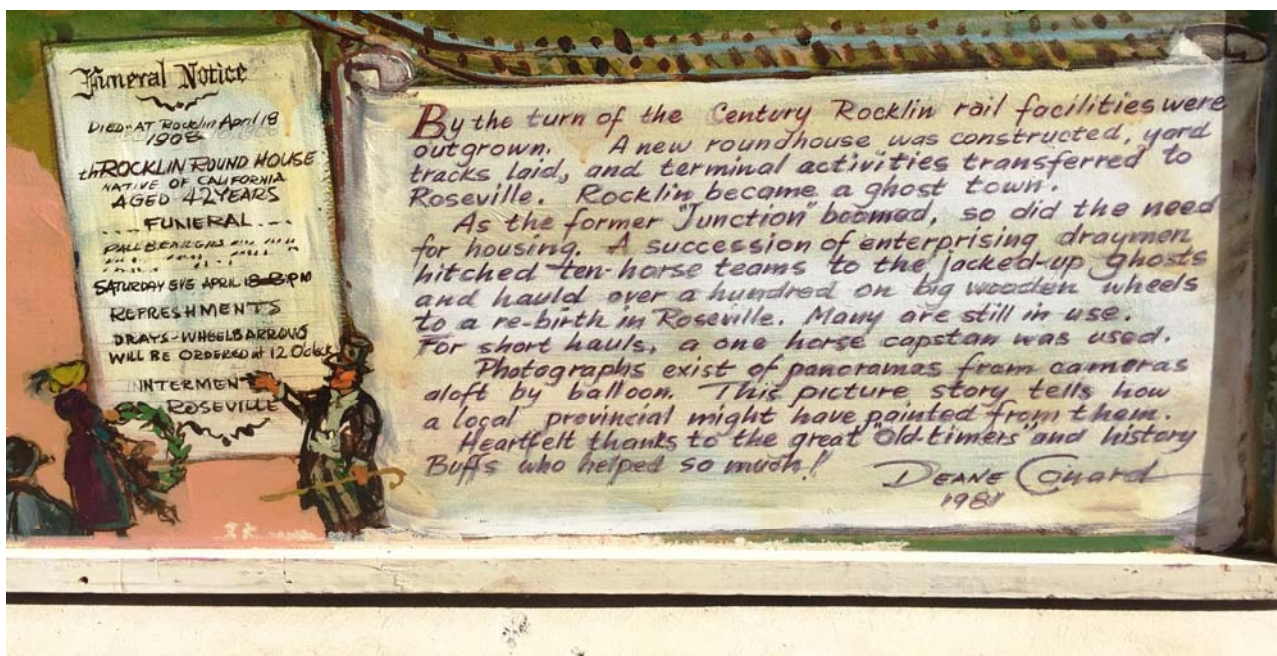 Funeral Notice
DIED-AT Rocklin April 18
1908
th ROCKLIN ROUND HOUSE
NATIVE OF CALIFORNIA
AGED 42 YEARS
FUNERAL
SATURDAY EVE APRIL 18-8PM
REFRESHMENTS
DRAYS-WHEELBARROWS
WILL BE ORDERED at 12 Oclock
INTERMENT
ROSEVILLE
By the turn of the Century Rocklin rail facilities were
outgrown. A new roundhouse was constructed, yard
tracks laid, and terminal activities transferred to
Roseville. Rocklin became a ghost town.
As the former "Junction" boomed, so did the need
for housing. A succession of enterprising draymen
hitched ten-horse teams to the jacked-up ghosts
and hauld over a hundred on big wooden wheels
to a re-birth in Roseville. Many are still in use.
For short hauls, a one horse capstan was used.
Photographs exist of panoramas from cameras
aloft by balloon. This picture story tells how
a local provincial might have painted from them.
Heartfelt thanks to the great "Old-timers" and history
Buffs who helped so much!
DEANE Conard
1981